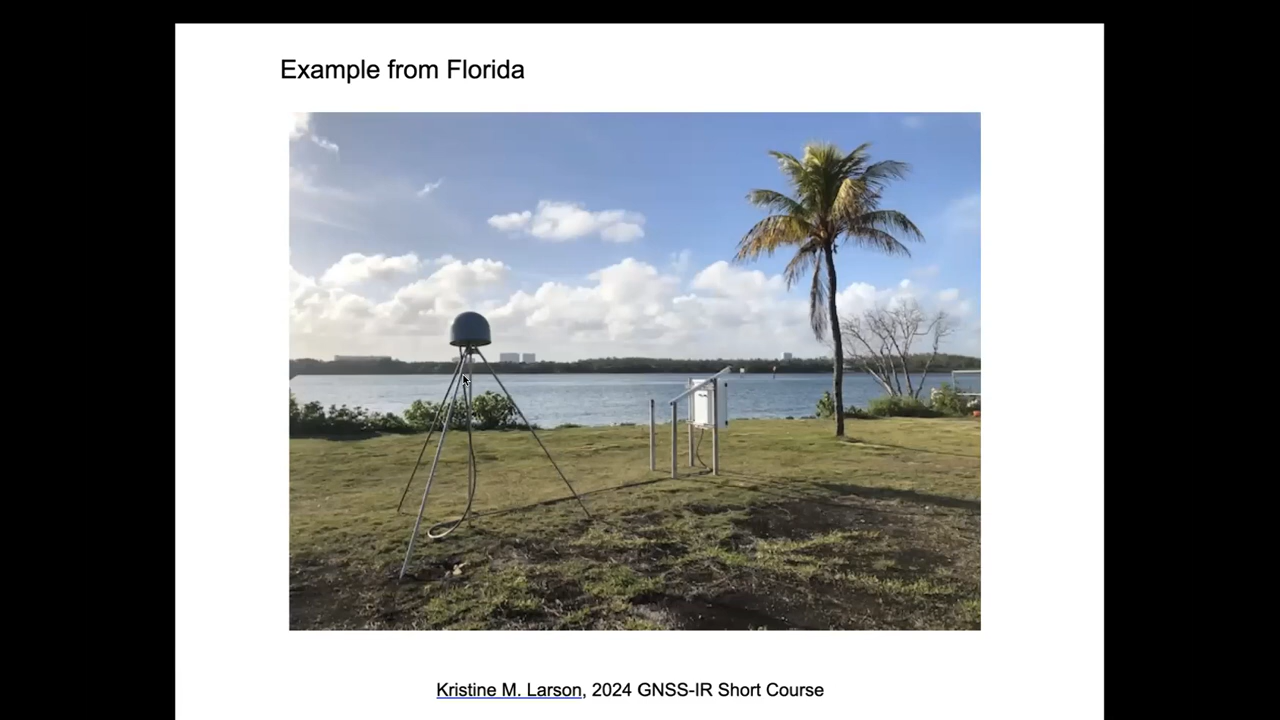 Example from Florida
Kristine M. Larson, 2024 GNSS-IR Short Course